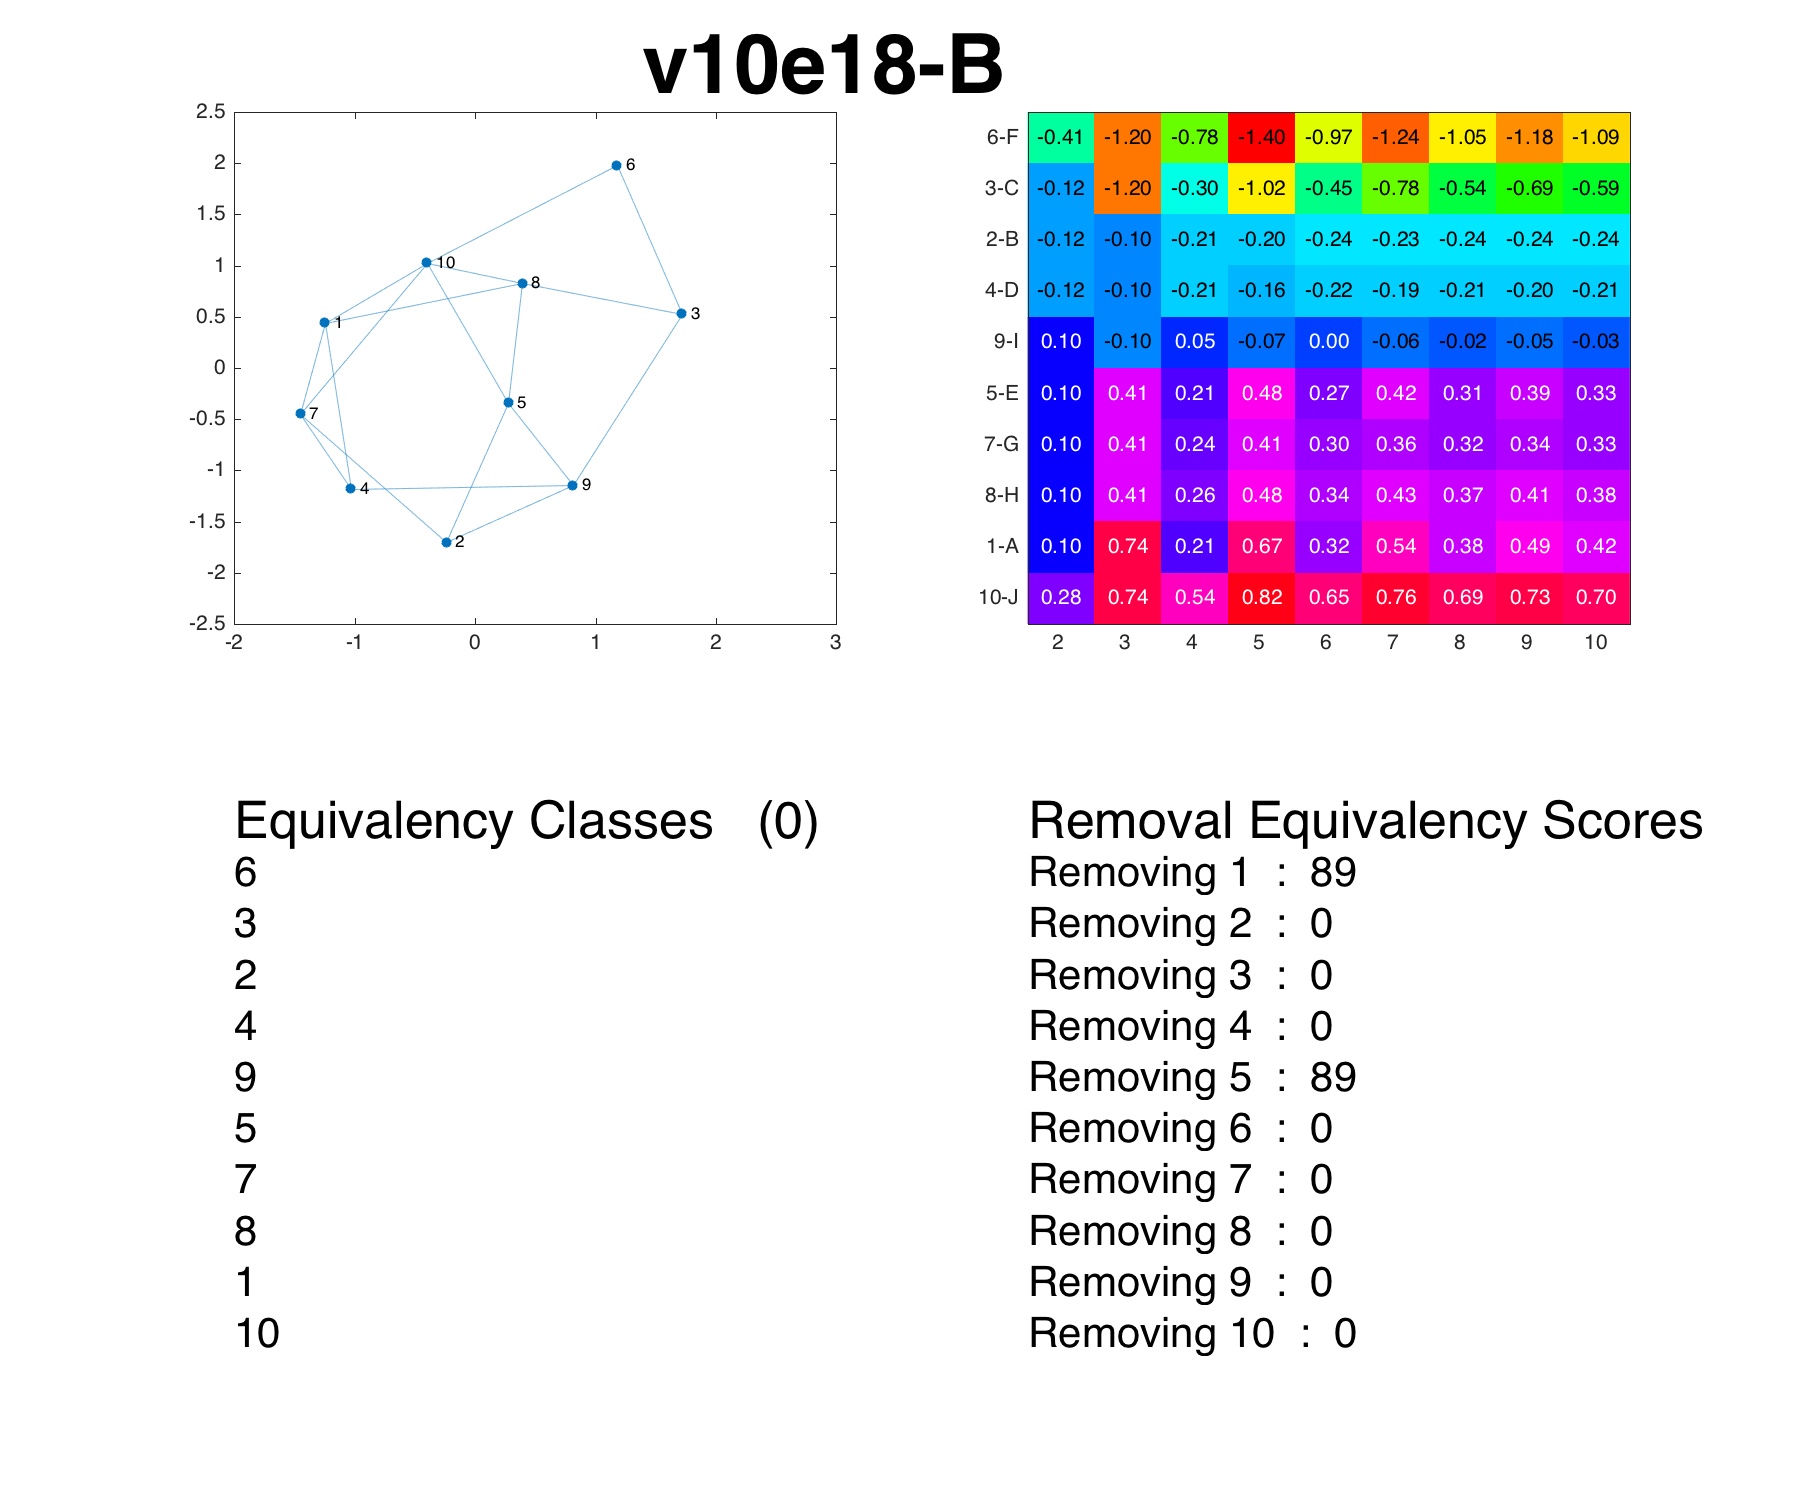 v10e18-B
2.5
2
1.5
1
0.5
0
-0.5
-1
-1.5
-2
-2.5
-2 -1 0 1 2 3
6
10
8
3
1
5
7
4
9
2
6-F -0.41 -1.20 -0.78 -1.40 -0.97 -1.24 -1.05 -1.18 -1.09
3-C -0.12 -1.20 -0.30 -1.02 -0.45 -0.78 -0.54 -0.69 -0.59
2-B -0.12 -0.10 -0.21 -0.20 -0.24 -0.23 -0.24 -0.24 -0.24
4-D -0.12 -0.10 -0.21 -0.16 -0.22 -0.19 -0.21 -0.20 -0.21
9-I 0.10 -0.10 0.05 -0.07 0.00 -0.06 -0.02 -0.05 -0.03
5-E 0.10 0.41 0.21 0.48 0.27 0.42 0.31 0.39 0.33
7-G 0.10 0.41 0.24 0.41 0.30 0.36 0.32 0.34 0.33
8-H 0.10 0.41 0.26 0.48 0.34 0.43 0.37 0.41 0.38
1-A 0.10 0.74 0.21 0.67 0.32 0.54 0.38 0.49 0.42
10-J 0.28 0.74 0.54 0.82 0.65 0.76 0.69 0.73 0.70
2 3 4 5 6 7 8 9 10
Equivalency Classes (0)
6
3
2
4
9
5
7
8
1
10
Removal Equivalency Scores
Removing 1 : 89
Removing 2 : 0
Removing 3 : 0
Removing 4 : 0
Removing 5 : 89
Removing 6 : 0
Removing 7 : 0
Removing 8 : 0
Removing 9 : 0
Removing 10 : 0